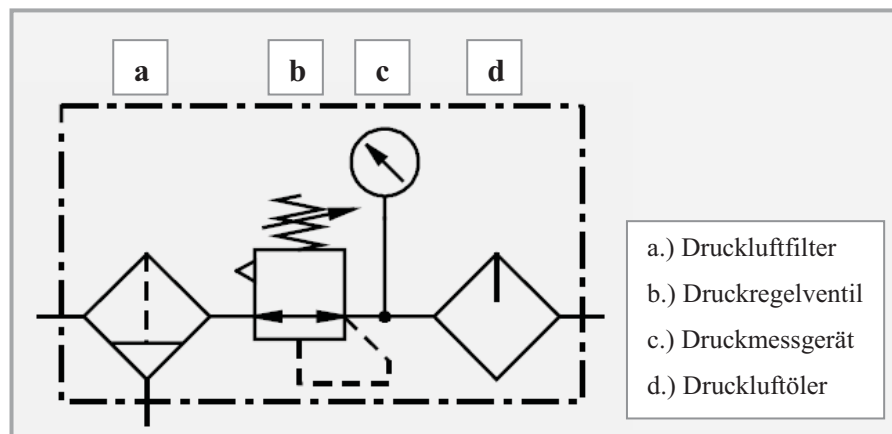 a b c d
a.) Druckluftfilter
b.) Druckregelventil
c.) Druckmessgerät
d.) Druckluftöler